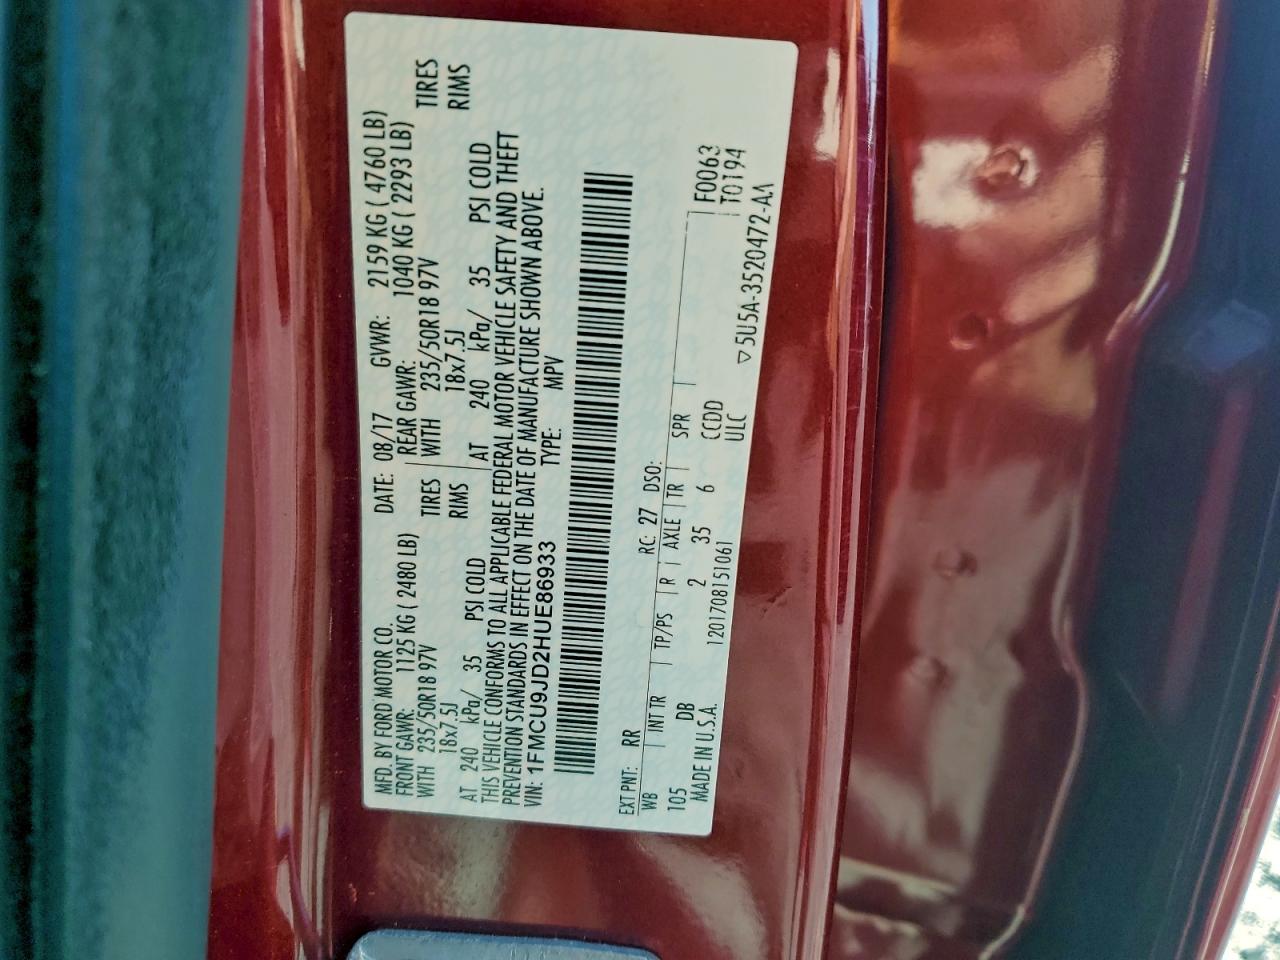 MFD. BY FORD MOTOR CO. DATE: 08/17 GVWR: 2159 KG ( 4760 LB)
FRONT GAWR: 1125 KG ( 2480 LB) REAR GAWR: 1040 KG ( 2293 LB)
WITH 235/50R18 97V TIRES WITH 235/50R18 97V TIRES
18x7.5J RIMS 18x7.5J RIMS
AT 240 kPa/ 35 PSI COLD AT 240 kPa/ 35 PSI COLD
THIS VEHICLE CONFORMS TO ALL APPLICABLE FEDERAL MOTOR VEHICLE SAFETY AND THEFT
PREVENTION STANDARDS IN EFFECT ON THE DATE OF MANUFACTURE SHOWN ABOVE.
VIN: 1FMCU9JD2HUE86933 TYPE: MPV
EXT PNT: RR RC: 27 DSO:
WB INT TR TP/PS R AXLE TR SPR
105 DB 2 35 6 CCDD F0063
MADE IN U.S.A. 1201708151061 ULC T0194
▽5U5A-3520472-AA